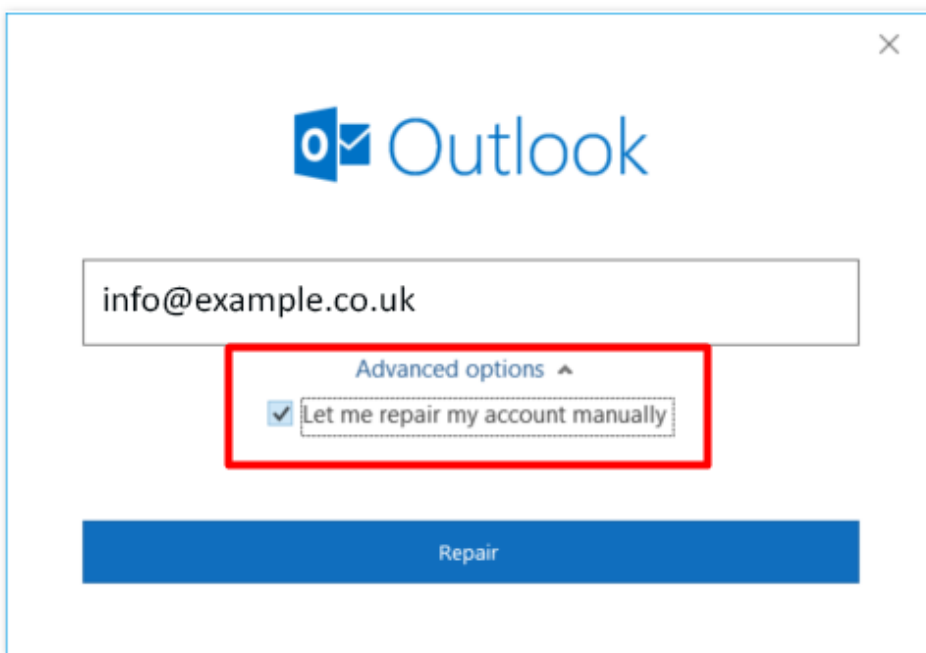 Outlook
info@example.co.uk
Advanced options
Let me repair my account manually
Repair